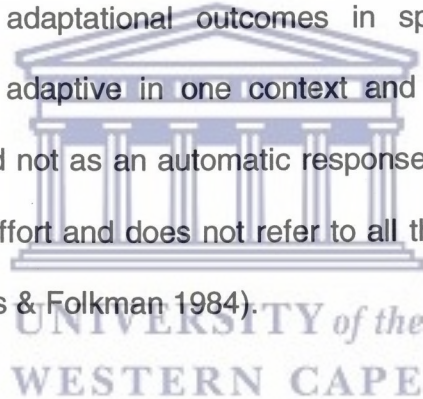 adaptational outcomes in sp
adaptive in one context and
d not as an automatic response
ffort and does not refer to all th
s & Folkman 1984).
UNIVERSITY of the
WESTERN CAPE